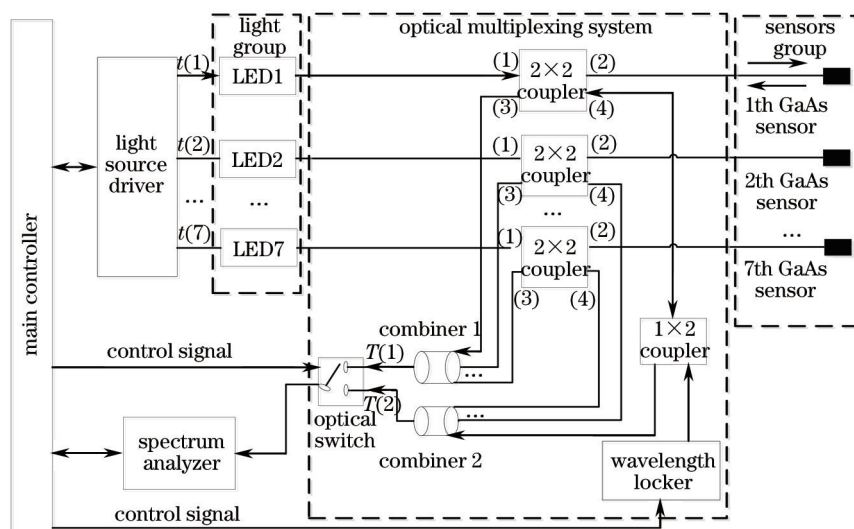 light
group
optical multiplexing system
sensors
group
t(1)
LED1
(1)
2×2
coupler
(2)
(3)
(4)
1th GaAs
sensor
light
source
driver
t(2)
LED2
(1)
2×2
coupler
(2)
(3)
(4)
2th GaAs
sensor
...
...
...
...
t(7)
LED7
(1)
2×2
coupler
(2)
(3)
(4)
7th GaAs
sensor
main controller
control signal
combiner 1
T(1)
...
1×2
coupler
T(2)
...
optical
switch
combiner 2
spectrum
analyzer
wavelength
locker
control signal